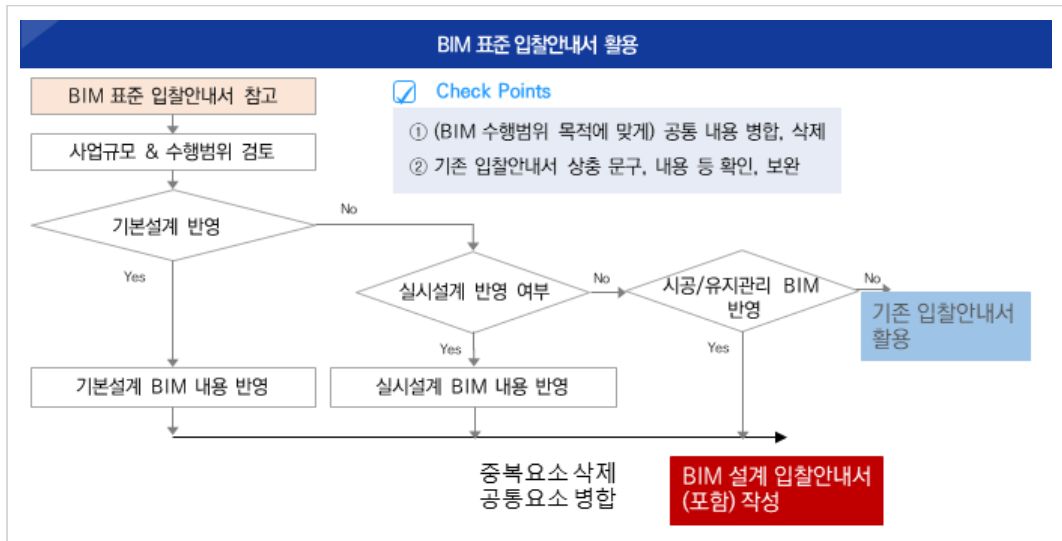 BIM 표준 입찰안내서 활용
BIM 표준 입찰안내서 참고
Check Points
① (BIM 수행범위 목적에 맞게) 공통 내용 병합, 삭제
② 기존 입찰안내서 상충 문구, 내용 등 확인, 보완
사업규모 & 수행범위 검토
기본설계 반영
No
Yes
실시설계 반영 여부
No
Yes
시공/유지관리 BIM
반영
No
Yes
기존 입찰안내서
활용
기본설계 BIM 내용 반영
실시설계 BIM 내용 반영
중복요소 삭제
공통요소 병합
BIM 설계 입찰안내서
(포함) 작성